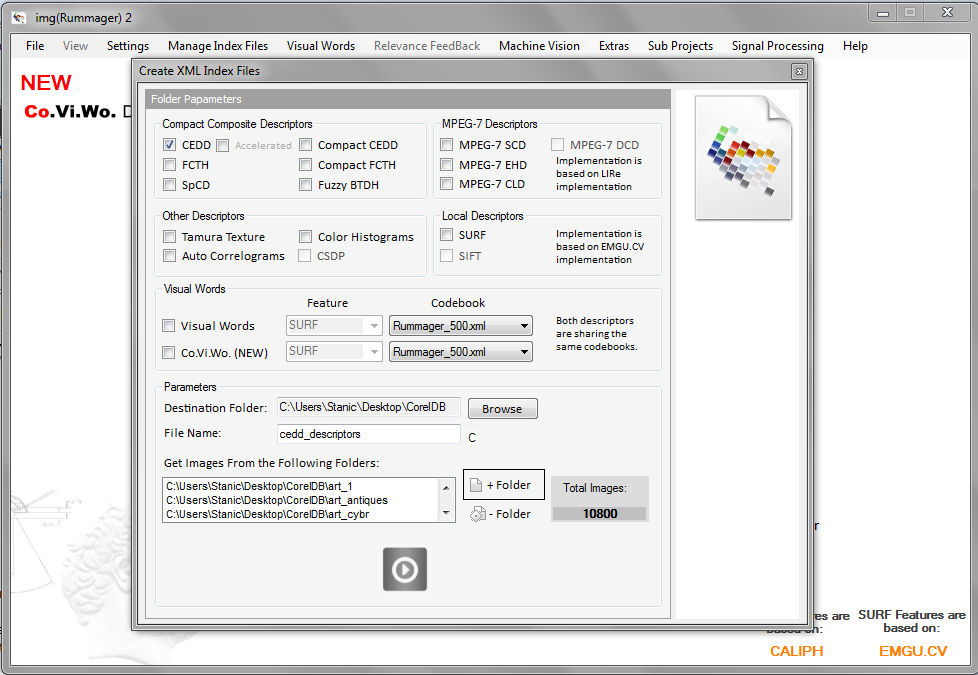 img(Rummager) 2
File View Settings Manage Index Files Visual Words Relevance FeedBack Machine Vision Extras Sub Projects Signal Processing Help
NEW
Co.Vi.Wo. D
Create XML Index Files
Folder Papameters
Compact Composite Descriptors
CEDD Accelerated Compact CEDD
FCTH Compact FCTH
SpCD Fuzzy BTDH
MPEG-7 Descriptors
MPEG-7 SCD MPEG-7 DCD
MPEG-7 EHD
MPEG-7 CLD
Implementation is
based on LIRe
implementation
Other Descriptors
Tamura Texture Color Histograms
Auto Correlograms CSDP
Local Descriptors
SURF
SIFT
Implementation is
based on EMGU.CV
implementation
Visual Words
Feature Codebook
Visual Words SURF Rummager_500.xml
Co.Vi.Wo. (NEW) SURF Rummager_500.xml
Both descriptors
are sharing the
same codebooks.
Parameters
Destination Folder: C:\Users\Stanic\Desktop\CorelDB Browse
File Name: cedd_descriptors C
Get Images From the Following Folders:
C:\Users\Stanic\Desktop\CorelDB\art_1
C:\Users\Stanic\Desktop\CorelDB\art_antiques
C:\Users\Stanic\Desktop\CorelDB\art_cybr
+ Folder
- Folder
Total Images:
10800
r
res are
based on:
CALIPH
SURF Features are
based on:
EMGU.CV